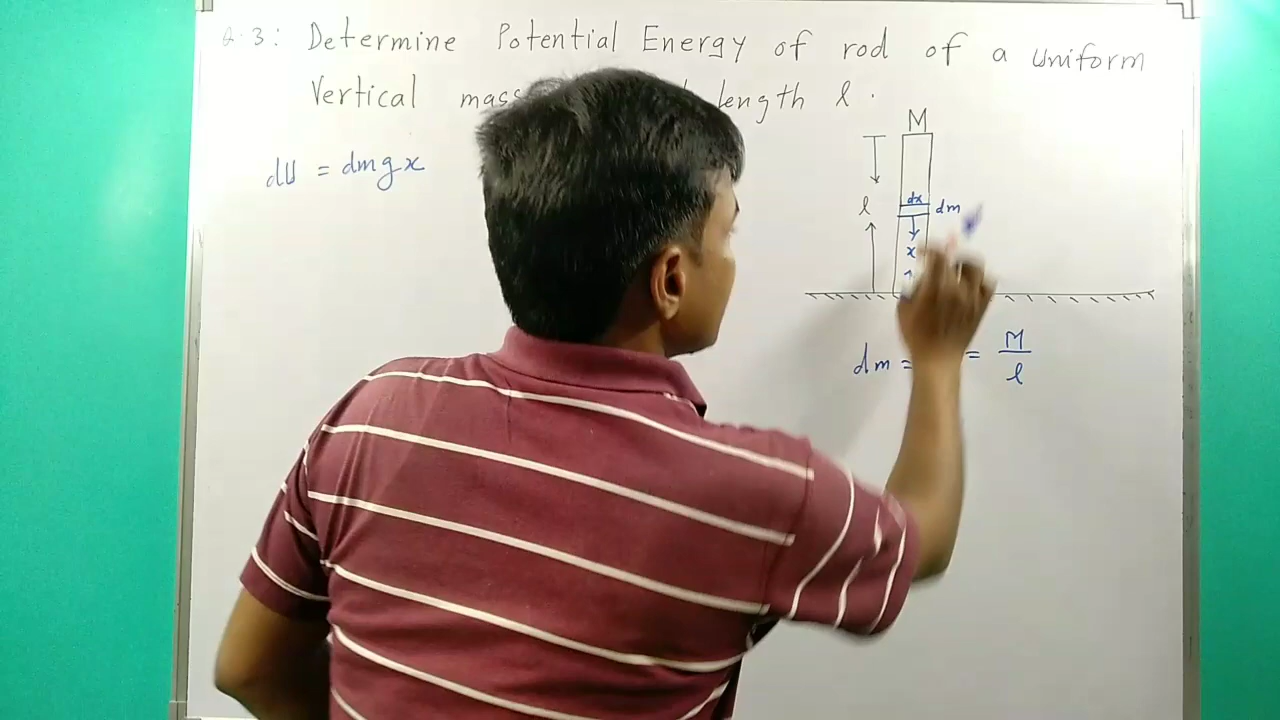 Q.3: Determine Potential Energy of rod of a uniform
Vertical mass length l.
dU = dmgx
M
dx
l
dm
x
dm = = M/l